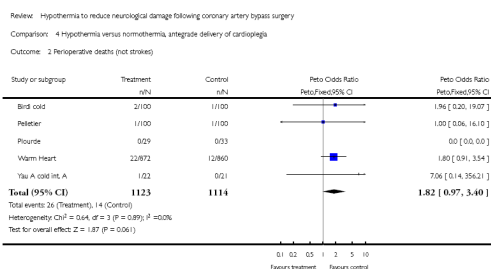 Review: Hypothermia to reduce neurological damage following coronary artery bypass surgery
Comparison: 4 Hypothermia versus normothermia, antegrade delivery of cardioplegia
Outcome: 2 Perioperative deaths (not strokes)
Study or subgroup Treatment Control Peto Odds Ratio Peto Odds Ratio
n/N n/N Peto,Fixed,95% CI Peto,Fixed,95% CI
Birdi cold 2/100 1/100 1.96 [ 0.20, 19.07 ]
Pelletier 1/100 1/100 1.00 [ 0.06, 16.10 ]
Plourde 0/29 0/33 0.0 [ 0.0, 0.0 ]
Warm Heart 22/872 12/860 1.80 [ 0.91, 3.54 ]
Yau A cold int. A 1/22 0/21 7.06 [ 0.14, 356.21 ]
Total (95% CI) 1123 1114 1.82 [ 0.97, 3.40 ]
Total events: 26 (Treatment), 14 (Control)
Heterogeneity: Chi² = 0.64, df = 3 (P = 0.89); I² =0.0%
Test for overall effect: Z = 1.87 (P = 0.061)
0.1 0.2 0.5 1 2 5 10
Favours treatment Favours control